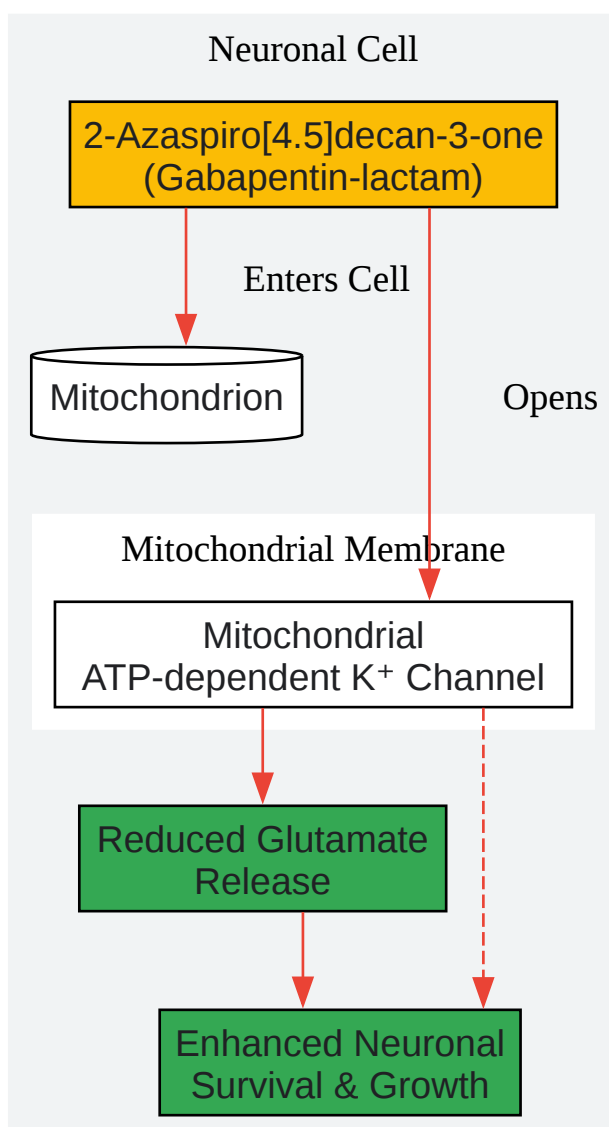 Neuronal Cell
2-Azaspiro[4.5]decan-3-one
(Gabapentin-lactam)
Enters Cell
Mitochondrion
Opens
Mitochondrial Membrane
Mitochondrial
ATP-dependent K⁺ Channel
Reduced Glutamate
Release
Enhanced Neuronal
Survival & Growth